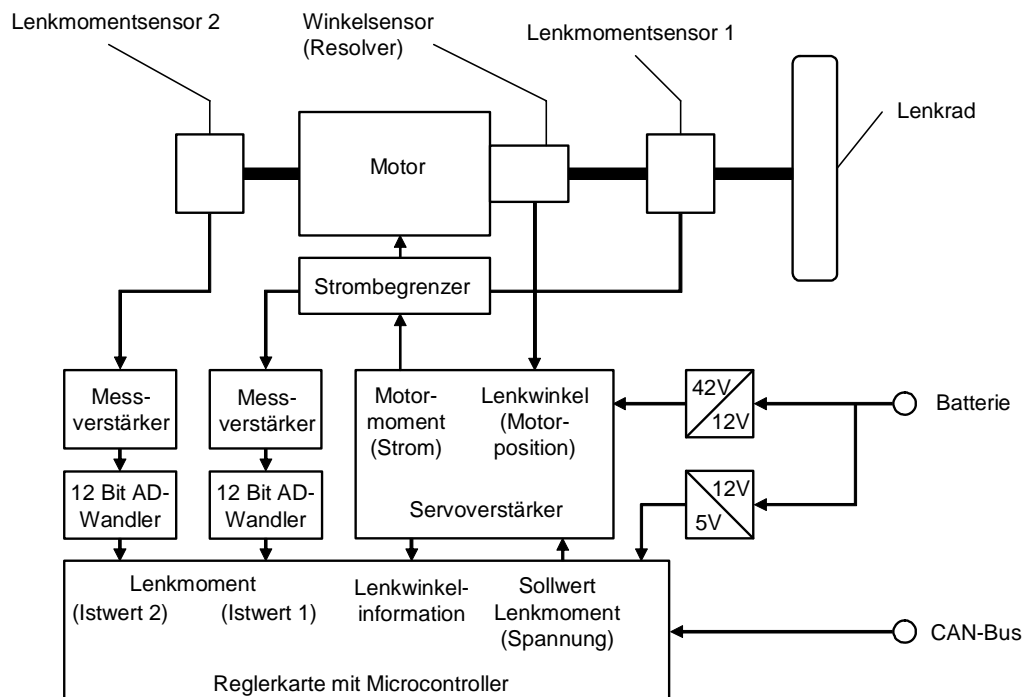 Lenkmomentsensor 2
Winkelsensor
(Resolver)
Lenkmomentsensor 1
Lenkrad
Motor
Strombegrenzer
Mess-
verstärker
Mess-
verstärker
Motor-
moment
(Strom)
Lenkwinkel
(Motor-
position)
42V
12V
Batterie
12 Bit AD-
Wandler
12 Bit AD-
Wandler
Servoverstärker
12V
5V
Lenkmoment
(Istwert 2)
(Istwert 1)
Lenkwinkel-
information
Sollwert
Lenkmoment
(Spannung)
CAN-Bus
Reglerkarte mit Microcontroller